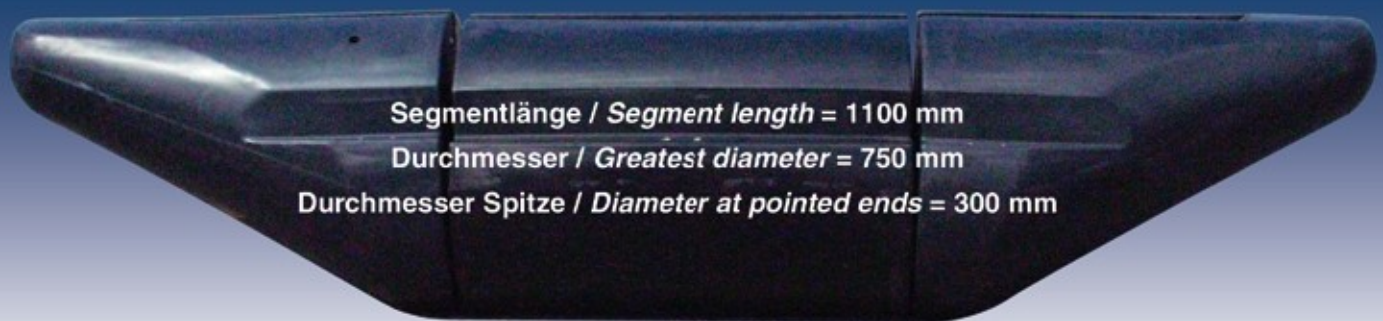 Segmentlänge / Segment length = 1100 mm
Durchmesser / Greatest diameter = 750 mm
Durchmesser Spitze / Diameter at pointed ends = 300 mm